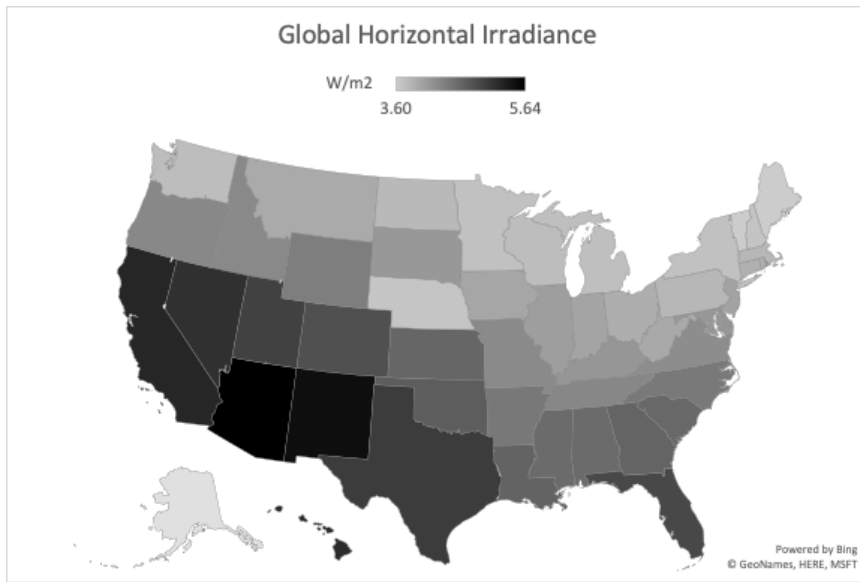 Global Horizontal Irradiance
W/m2
3.60 5.64
Powered by Bing
© GeoNames, HERE, MSFT